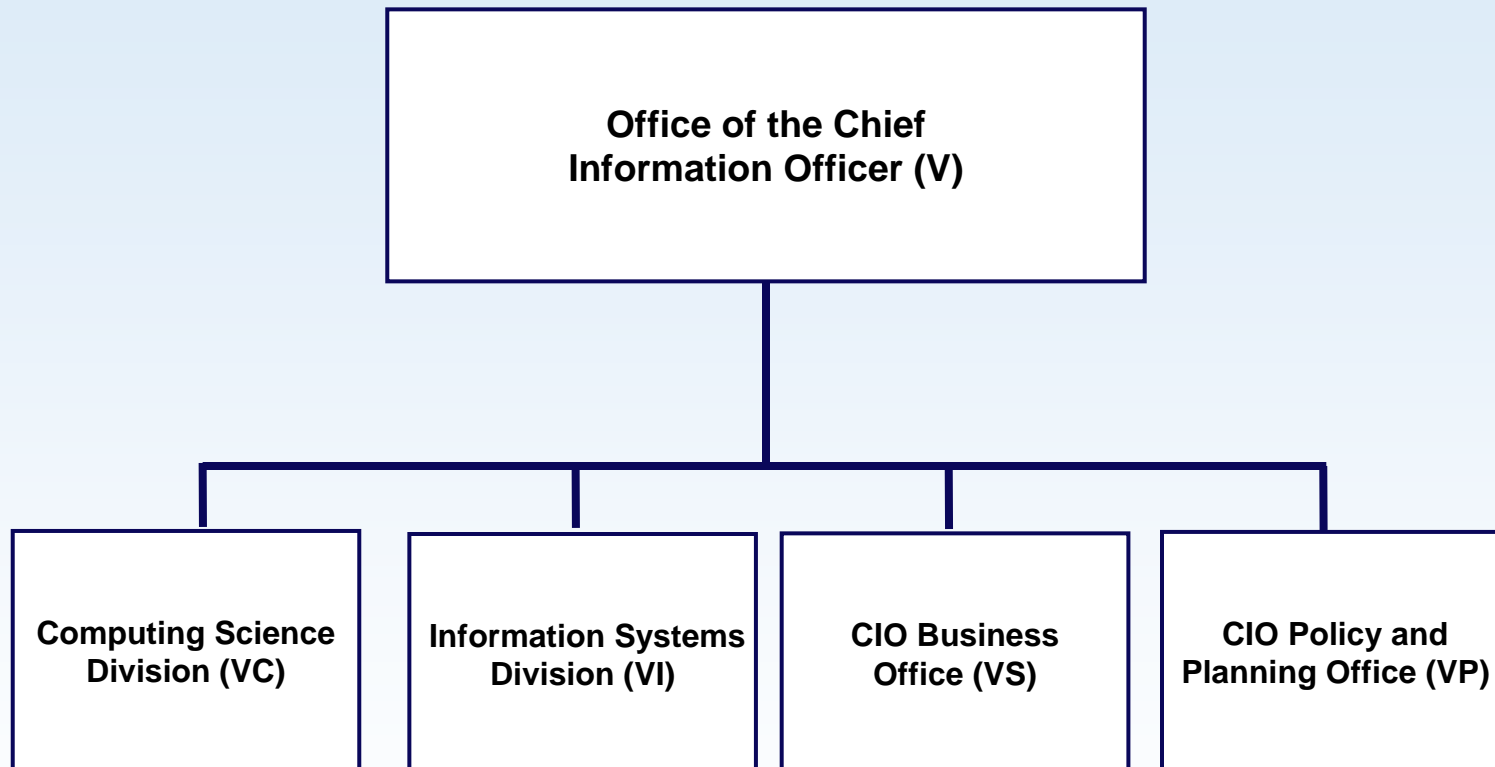 Office of the Chief
Information Officer (V)
Computing Science
Division (VC)
Information Systems
Division (VI)
CIO Business
Office (VS)
CIO Policy and
Planning Office (VP)